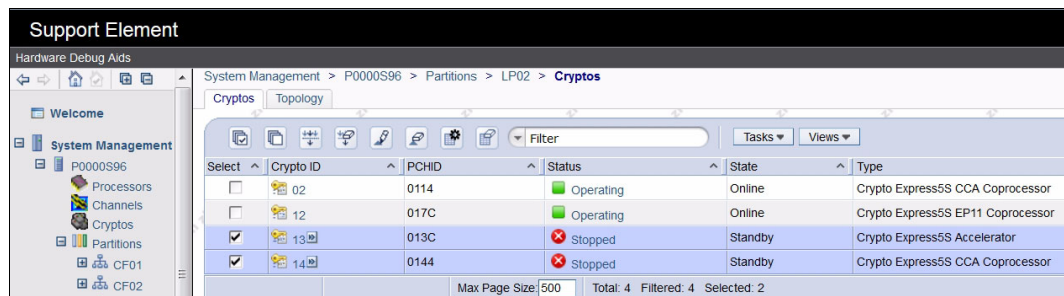 Support Element
Hardware Debug Aids
System Management > P0000S96 > Partitions > LP02 > Cryptos
Cryptos Topology
Welcome
System Management
P0000S96
Processors
Channels
Cryptos
Partitions
CF01
CF02
Filter Tasks Views
Select Crypto ID PCHID Status State Type
02 0114 Operating Online Crypto Express5S CCA Coprocessor
12 017C Operating Online Crypto Express5S EP11 Coprocessor
13 013C Stopped Standby Crypto Express5S Accelerator
14 0144 Stopped Standby Crypto Express5S CCA Coprocessor
Max Page Size: 500 Total: 4 Filtered: 4 Selected: 2